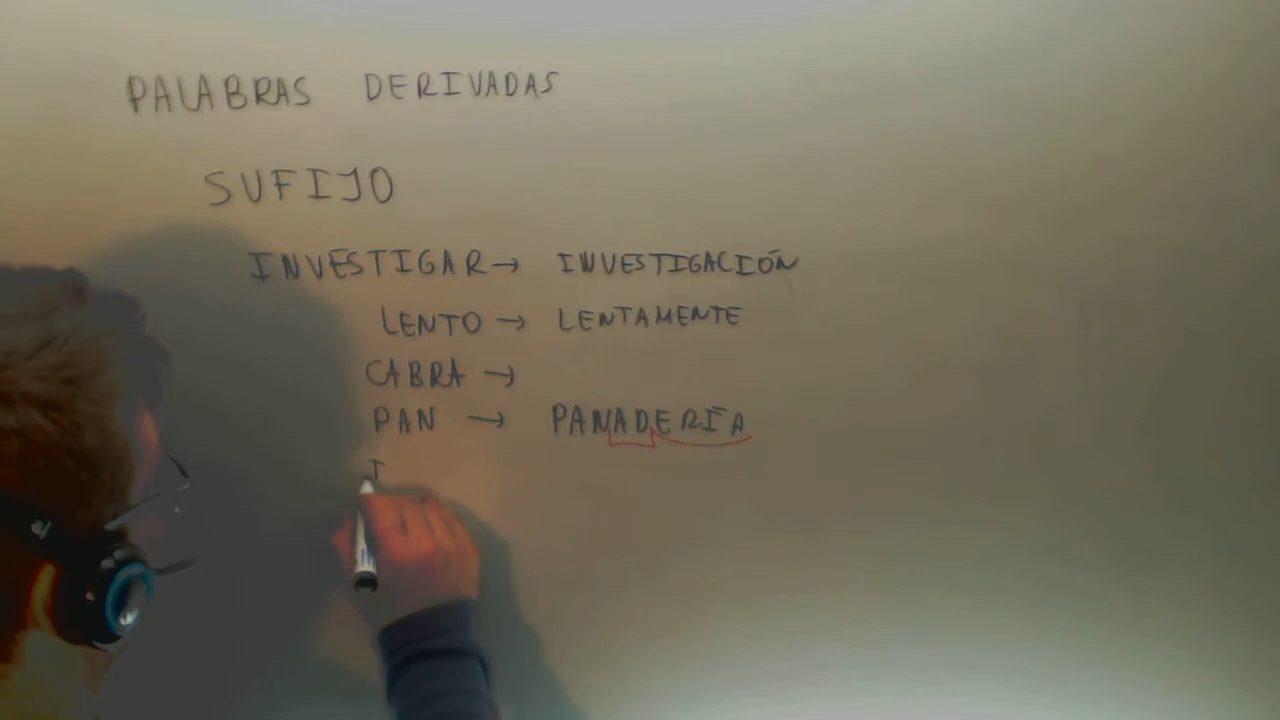 PALABRAS DERIVADAS
SUFIJO
INVESTIGAR → INVESTIGACIÓN
LENTO → LENTAMENTE
CABRA →
PAN → PANADERÍA